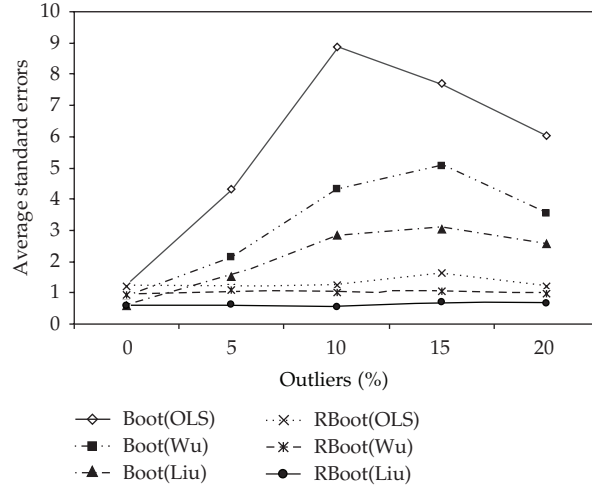 10
9
8
7
6
5
4
3
2
1
0
Average standard errors
0 5 10 15 20
Outliers (%)
Boot(OLS) RBoot(OLS)
Boot(Wu) RBoot(Wu)
Boot(Liu) RBoot(Liu)